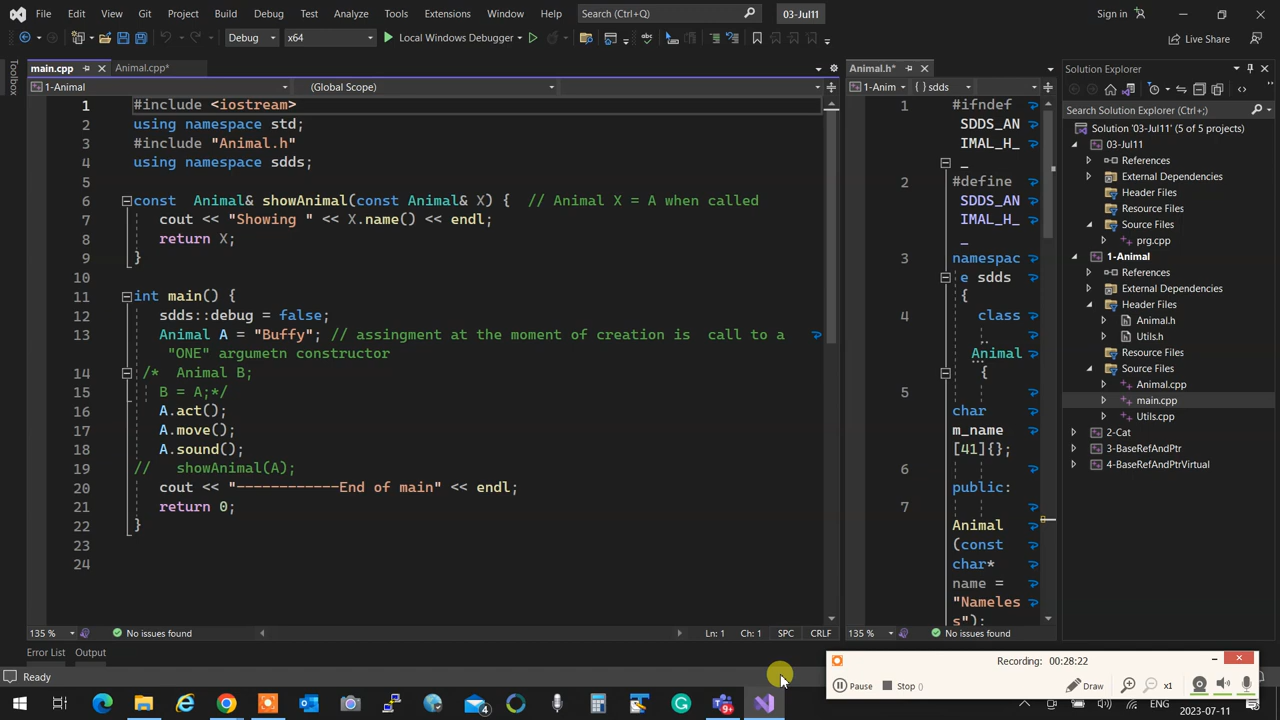 File Edit View Git Project Build Debug Test Analyze Tools Extensions Window Help Search (Ctrl+Q) 03-Jul11 Sign in
Debug x64 Local Windows Debugger Live Share
Toolbox
main.cpp Animal.cpp*
1-Animal (Global Scope)
1 #include <iostream>
2 using namespace std;
3 #include "Animal.h"
4 using namespace sdds;
5
6 const  Animal& showAnimal(const Animal& X) {  // Animal X = A when called
7 cout << "Showing " << X.name() << endl;
8 return X;
9 }
10
11 int main() {
12 sdds::debug = false;
13 Animal A = "Buffy"; // assingment at the moment of creation is  call to a
"ONE" argumetn constructor
14 /*  Animal B;
15 B = A;*/
16 A.act();
17 A.move();
18 A.sound();
19 //   showAnimal(A);
20 cout << "------------End of main" << endl;
21 return 0;
22 }
23
24
135 % No issues found Ln: 1 Ch: 1 SPC CRLF
Animal.h*
1-Anim { } sdds
1 #ifndef
SDDS_AN
IMAL_H_
_
2 #define
SDDS_AN
IMAL_H_
_
3 namespac
e sdds
{
4 class
Animal
{
5
char
m_name
[41]{};
6
public:
7
Animal
(const
char*
name =
"Nameles
s");
135 % No issues found
Solution Explorer
Search Solution Explorer (Ctrl+;)
Solution '03-Jul11' (5 of 5 projects)
03-Jul11
References
External Dependencies
Header Files
Resource Files
Source Files
prg.cpp
1-Animal
References
External Dependencies
Header Files
Animal.h
Utils.h
Resource Files
Source Files
Animal.cpp
main.cpp
Utils.cpp
2-Cat
3-BaseRefAndPtr
4-BaseRefAndPtrVirtual
Error List Output
Ready
Recording: 00:28:22
Pause Stop () Draw x1
4 9+ ENG 2023-07-11